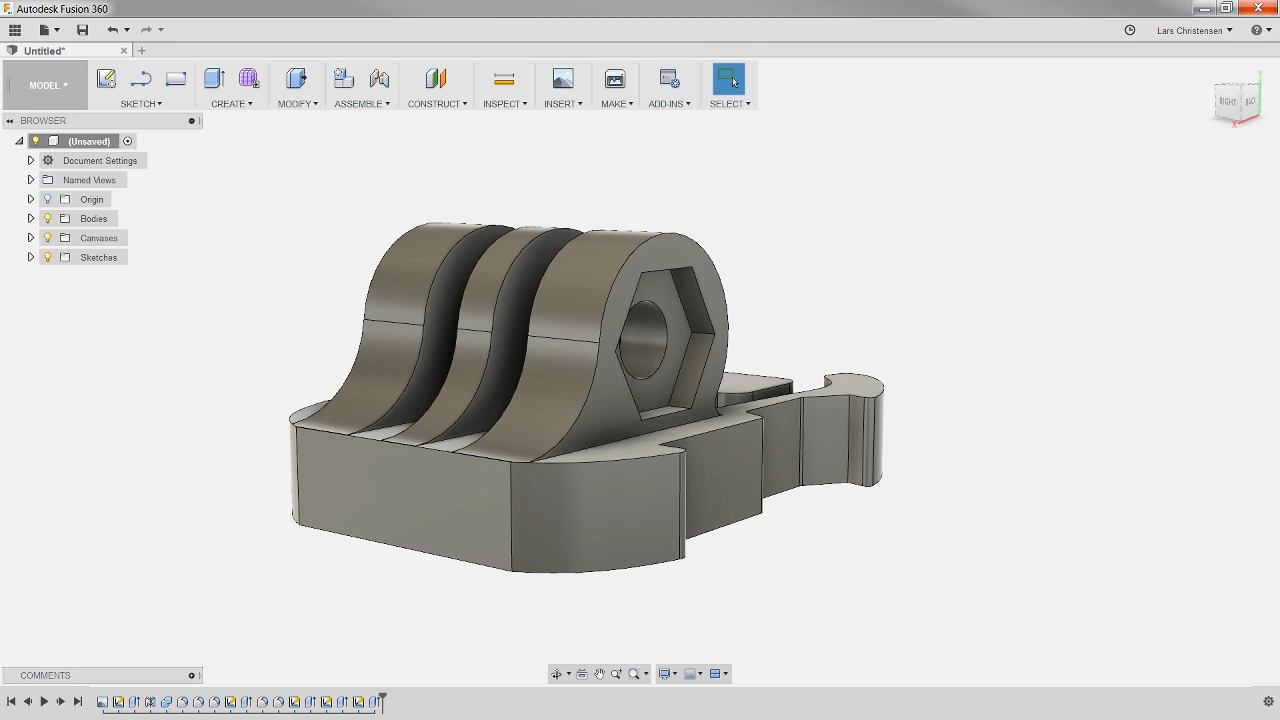 Autodesk Fusion 360
Lars Christensen
Untitled*
MODEL
SKETCH
CREATE
MODIFY
ASSEMBLE
CONSTRUCT
INSPECT
INSERT
MAKE
ADD-INS
SELECT
RIGHT
BACK
Y
X
BROWSER
(Unsaved)
Document Settings
Named Views
Origin
Bodies
Canvases
Sketches
COMMENTS